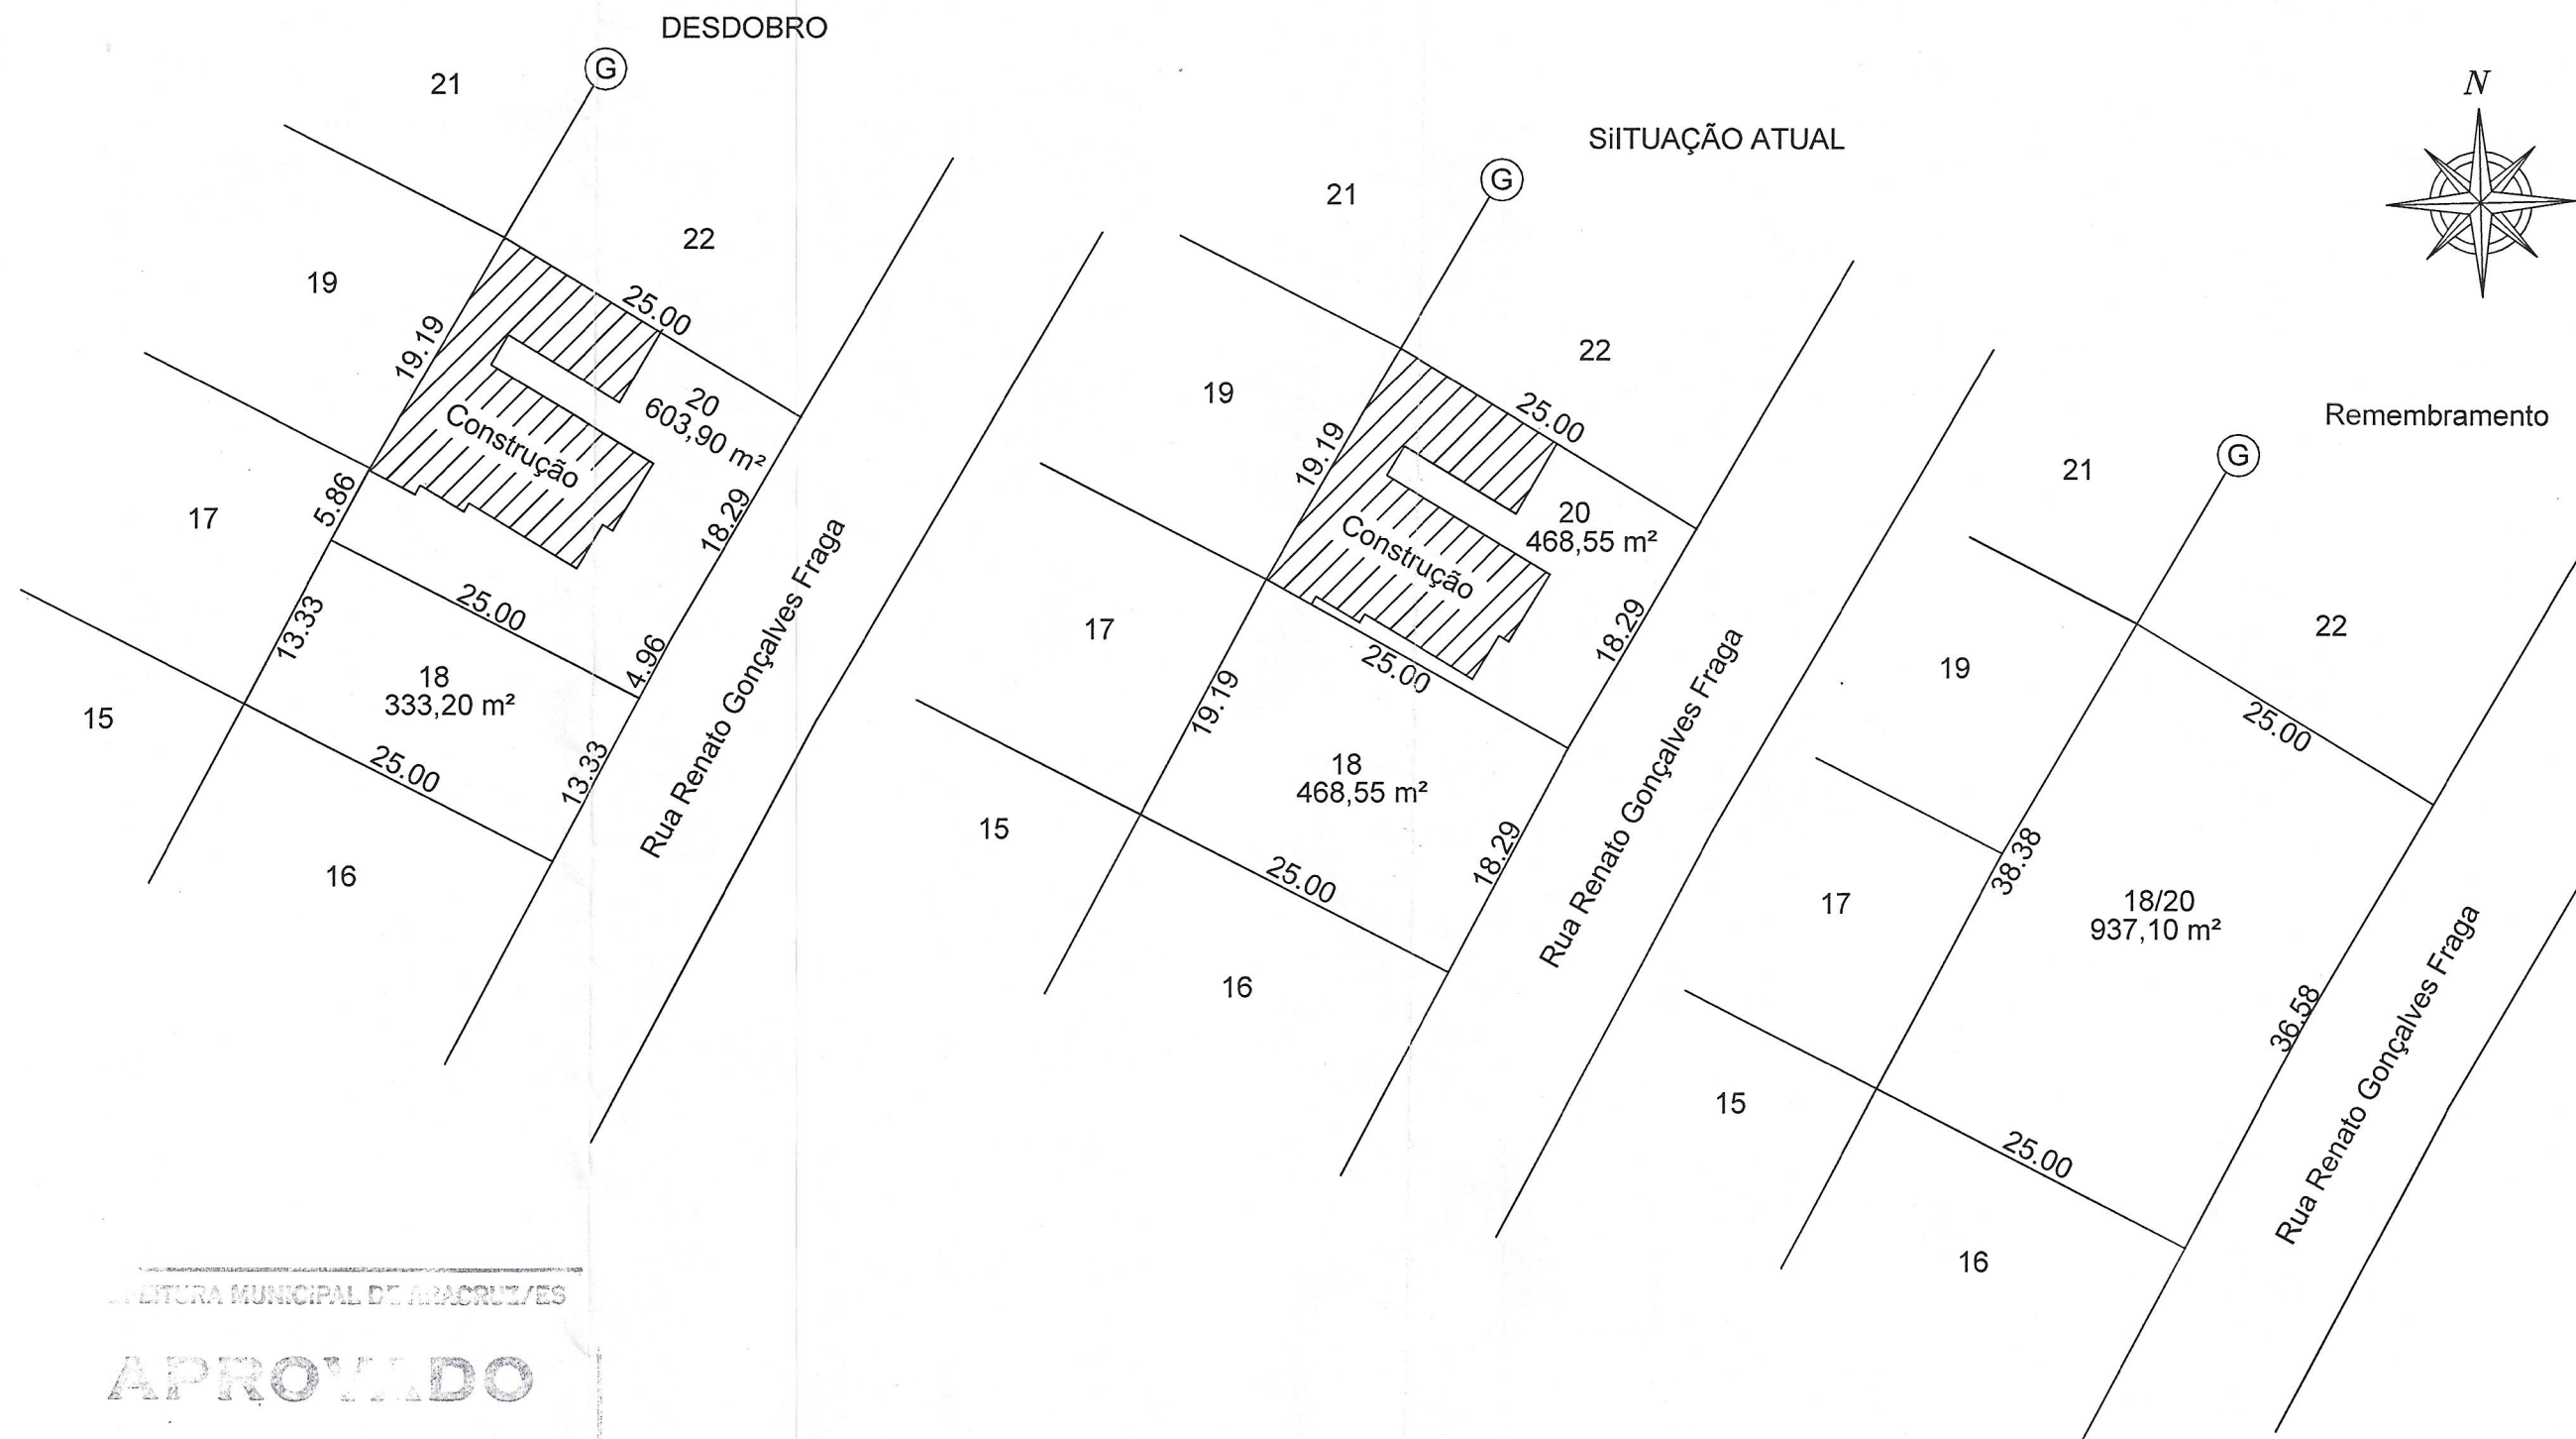 DESDOBRO
G
21
22
19
25.00
19.19
20
603,90 m²
Construção
17
5.86
18.29
25.00
13.33
4.96
18
333,20 m²
15
25.00
13.33
16
Rua Renato Gonçalves Fraga
SiITUAÇÃO ATUAL
G
21
22
19
25.00
19.19
20
468,55 m²
Construção
17
18.29
25.00
19.19
18
468,55 m²
15
25.00
18.29
16
Rua Renato Gonçalves Fraga
N
Remembramento
G
21
22
19
25.00
38.38
17
18/20
937,10 m²
36.58
15
25.00
16
Rua Renato Gonçalves Fraga
MUNICIPAL DE ARACRUZ/ES
APROVADO